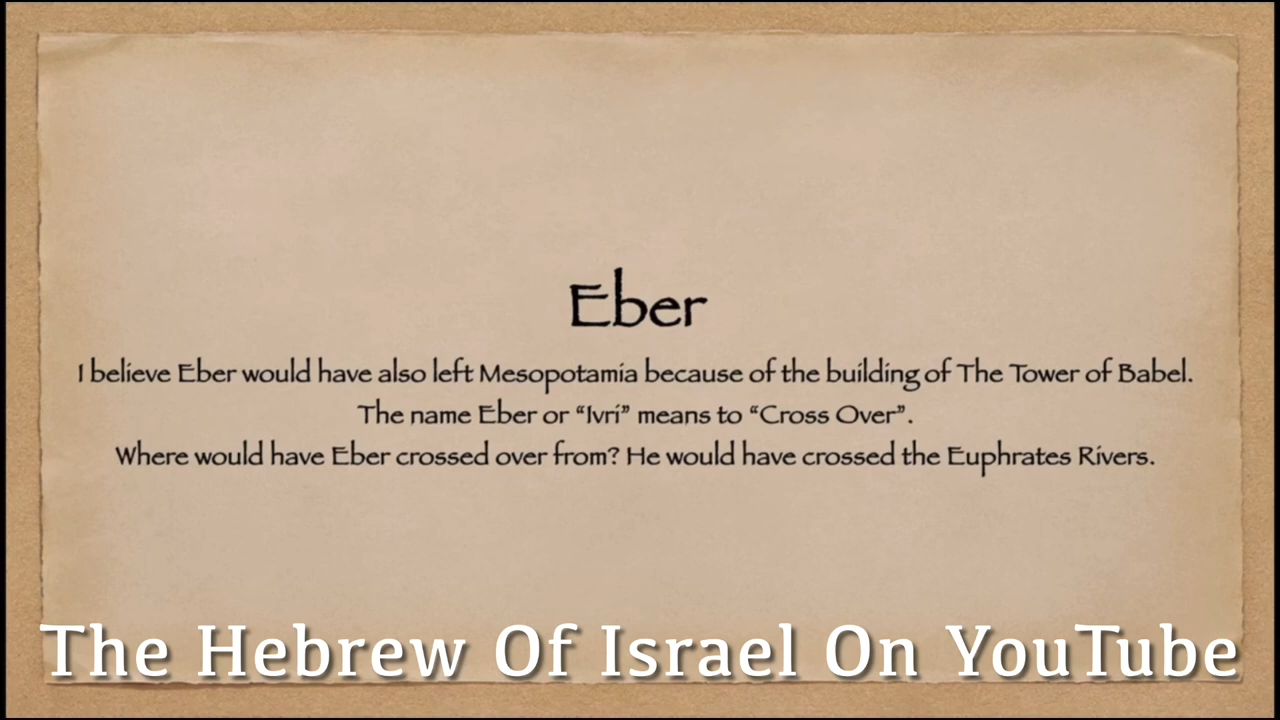 Eber
I believe Eber would have also left Mesopotamia because of the building of The Tower of Babel.
The name Eber or “Ivri” means to “Cross Over”.
Where would have Eber crossed over from? He would have crossed the Euphrates Rivers.
The Hebrew Of Israel On YouTube